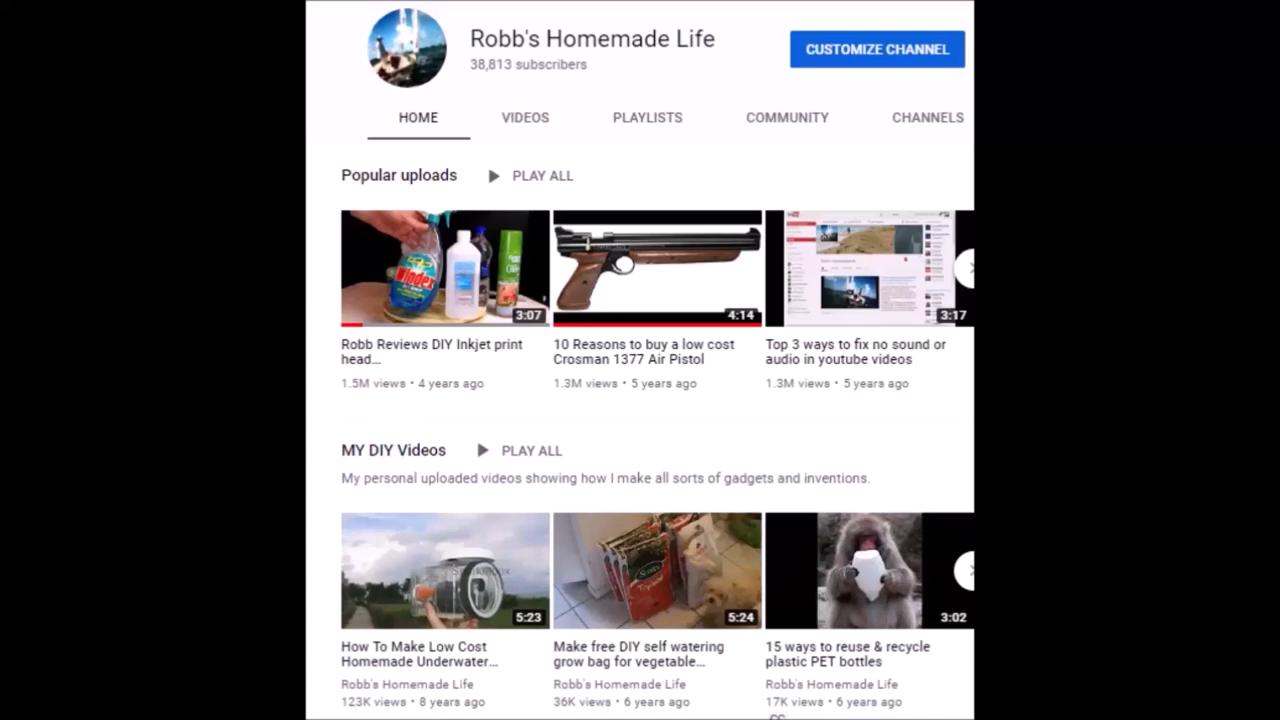 Robb's Homemade Life
38,813 subscribers
CUSTOMIZE CHANNEL
HOME VIDEOS PLAYLISTS COMMUNITY CHANNELS
Popular uploads PLAY ALL
Windex
3:07
4:14
3:17
Robb Reviews DIY Inkjet print
head...
1.5M views • 4 years ago
10 Reasons to buy a low cost
Crosman 1377 Air Pistol
1.3M views • 5 years ago
Top 3 ways to fix no sound or
audio in youtube videos
1.3M views • 5 years ago
MY DIY Videos PLAY ALL
My personal uploaded videos showing how I make all sorts of gadgets and inventions.
5:23
5:24
3:02
How To Make Low Cost
Homemade Underwater...
Robb's Homemade Life
123K views • 8 years ago
Make free DIY self watering
grow bag for vegetable...
Robb's Homemade Life
36K views • 6 years ago
15 ways to reuse & recycle
plastic PET bottles
Robb's Homemade Life
17K views • 6 years ago